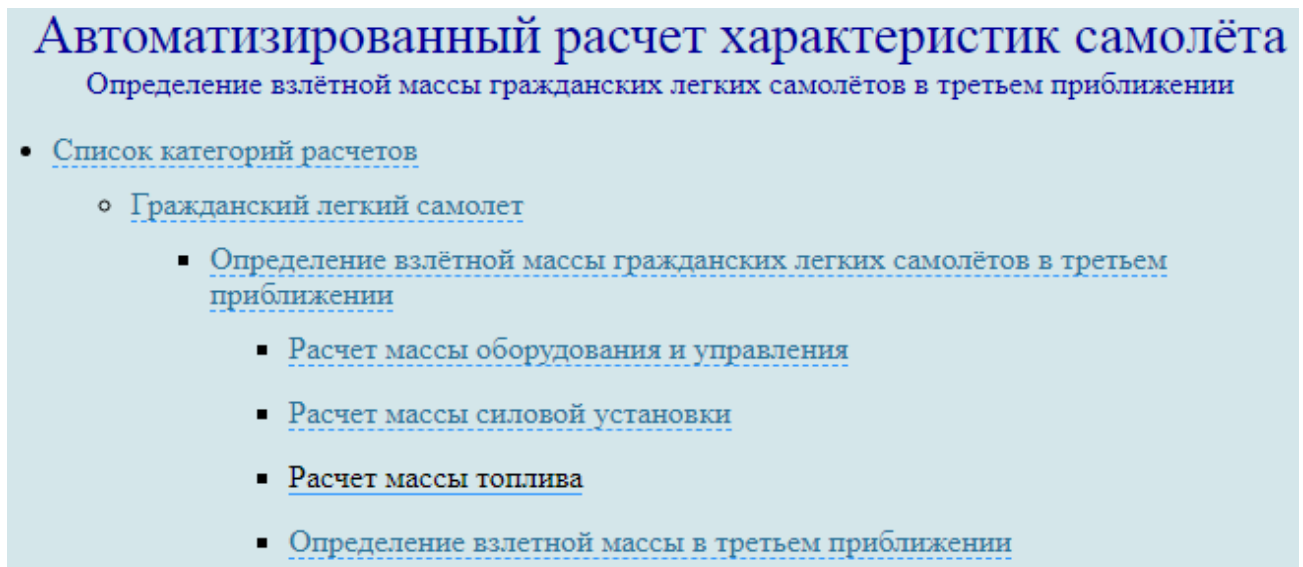 Автоматизированный расчет характеристик самолёта
Определение взлётной массы гражданских легких самолётов в третьем приближении
Список категорий расчетов
Гражданский легкий самолет
Определение взлётной массы гражданских легких самолётов в третьем
приближении
Расчет массы оборудования и управления
Расчет массы силовой установки
Расчет массы топлива
Определение взлетной массы в третьем приближении